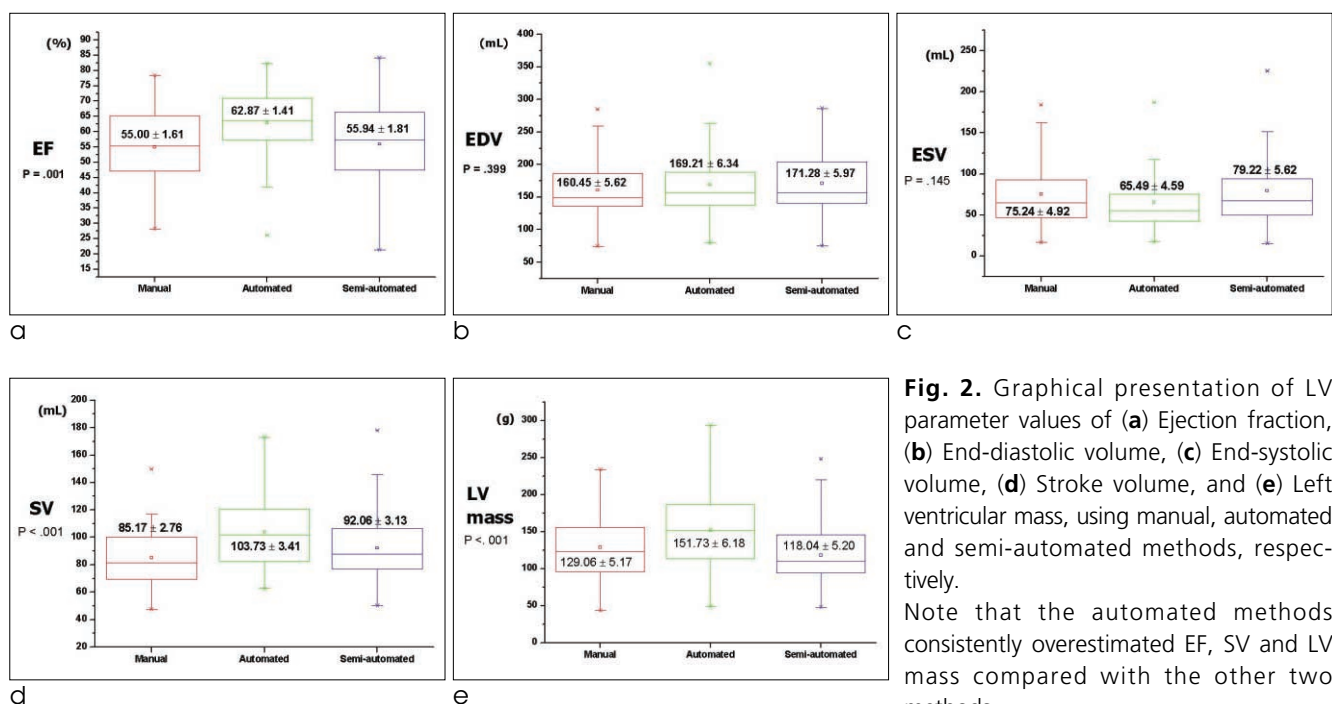 (%)
90
85
80
75
70
65
60
55
50
45
40
35
30
25
20
15
EF
P = .001
55.00 ± 1.61
62.87 ± 1.41
55.94 ± 1.81
Manual Automated Semi-automated
a
(mL)
400
350
300
250
200
150
100
50
EDV
P = .399
160.45 ± 5.62
169.21 ± 6.34
171.28 ± 5.97
Manual Automated Semi-automated
b
(mL)
250
200
150
100
50
0
ESV
P = .145
75.24 ± 4.92
65.49 ± 4.59
79.22 ± 5.62
Manual Automated Semi-automated
c
(mL)
200
180
160
140
120
100
80
60
40
20
SV
P < .001
85.17 ± 2.76
103.73 ± 3.41
92.06 ± 3.13
Manual Automated Semi-automated
d
(g)
300
250
200
150
100
50
0
LV
mass
P <. 001
129.06 ± 5.17
151.73 ± 6.18
118.04 ± 5.20
Manual Automated Semi-automated
e
Fig. 2. Graphical presentation of LV
parameter values of (a) Ejection fraction,
(b) End-diastolic volume, (c) End-systolic
volume, (d) Stroke volume, and (e) Left
ventricular mass, using manual, automated
and semi-automated methods, respec-
tively.
Note that the automated methods
consistently overestimated EF, SV and LV
mass compared with the other two